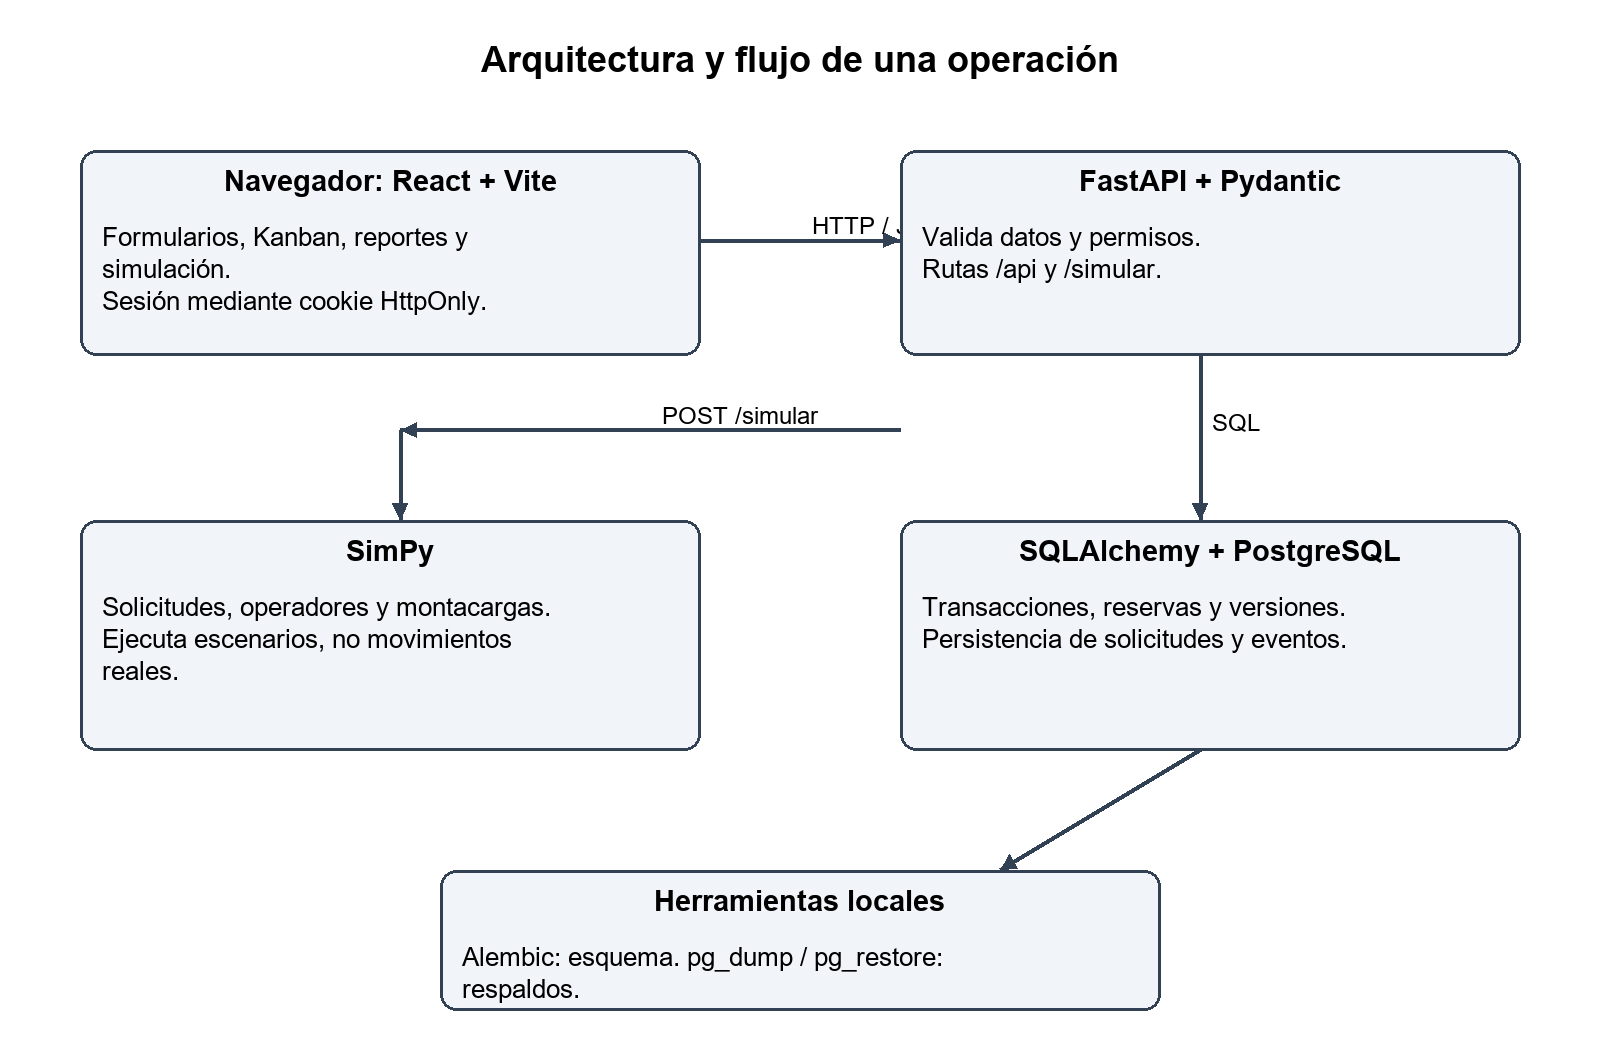 Arquitectura y flujo de una operación
Navegador: React + Vite
Formularios, Kanban, reportes y
simulación.
Sesión mediante cookie HttpOnly.
HTTP /
FastAPI + Pydantic
Valida datos y permisos.
Rutas /api y /simular.
POST /simular
SQL
SimPy
Solicitudes, operadores y montacargas.
Ejecuta escenarios, no movimientos
reales.
SQLAlchemy + PostgreSQL
Transacciones, reservas y versiones.
Persistencia de solicitudes y eventos.
Herramientas locales
Alembic: esquema. pg_dump / pg_restore:
respaldos.